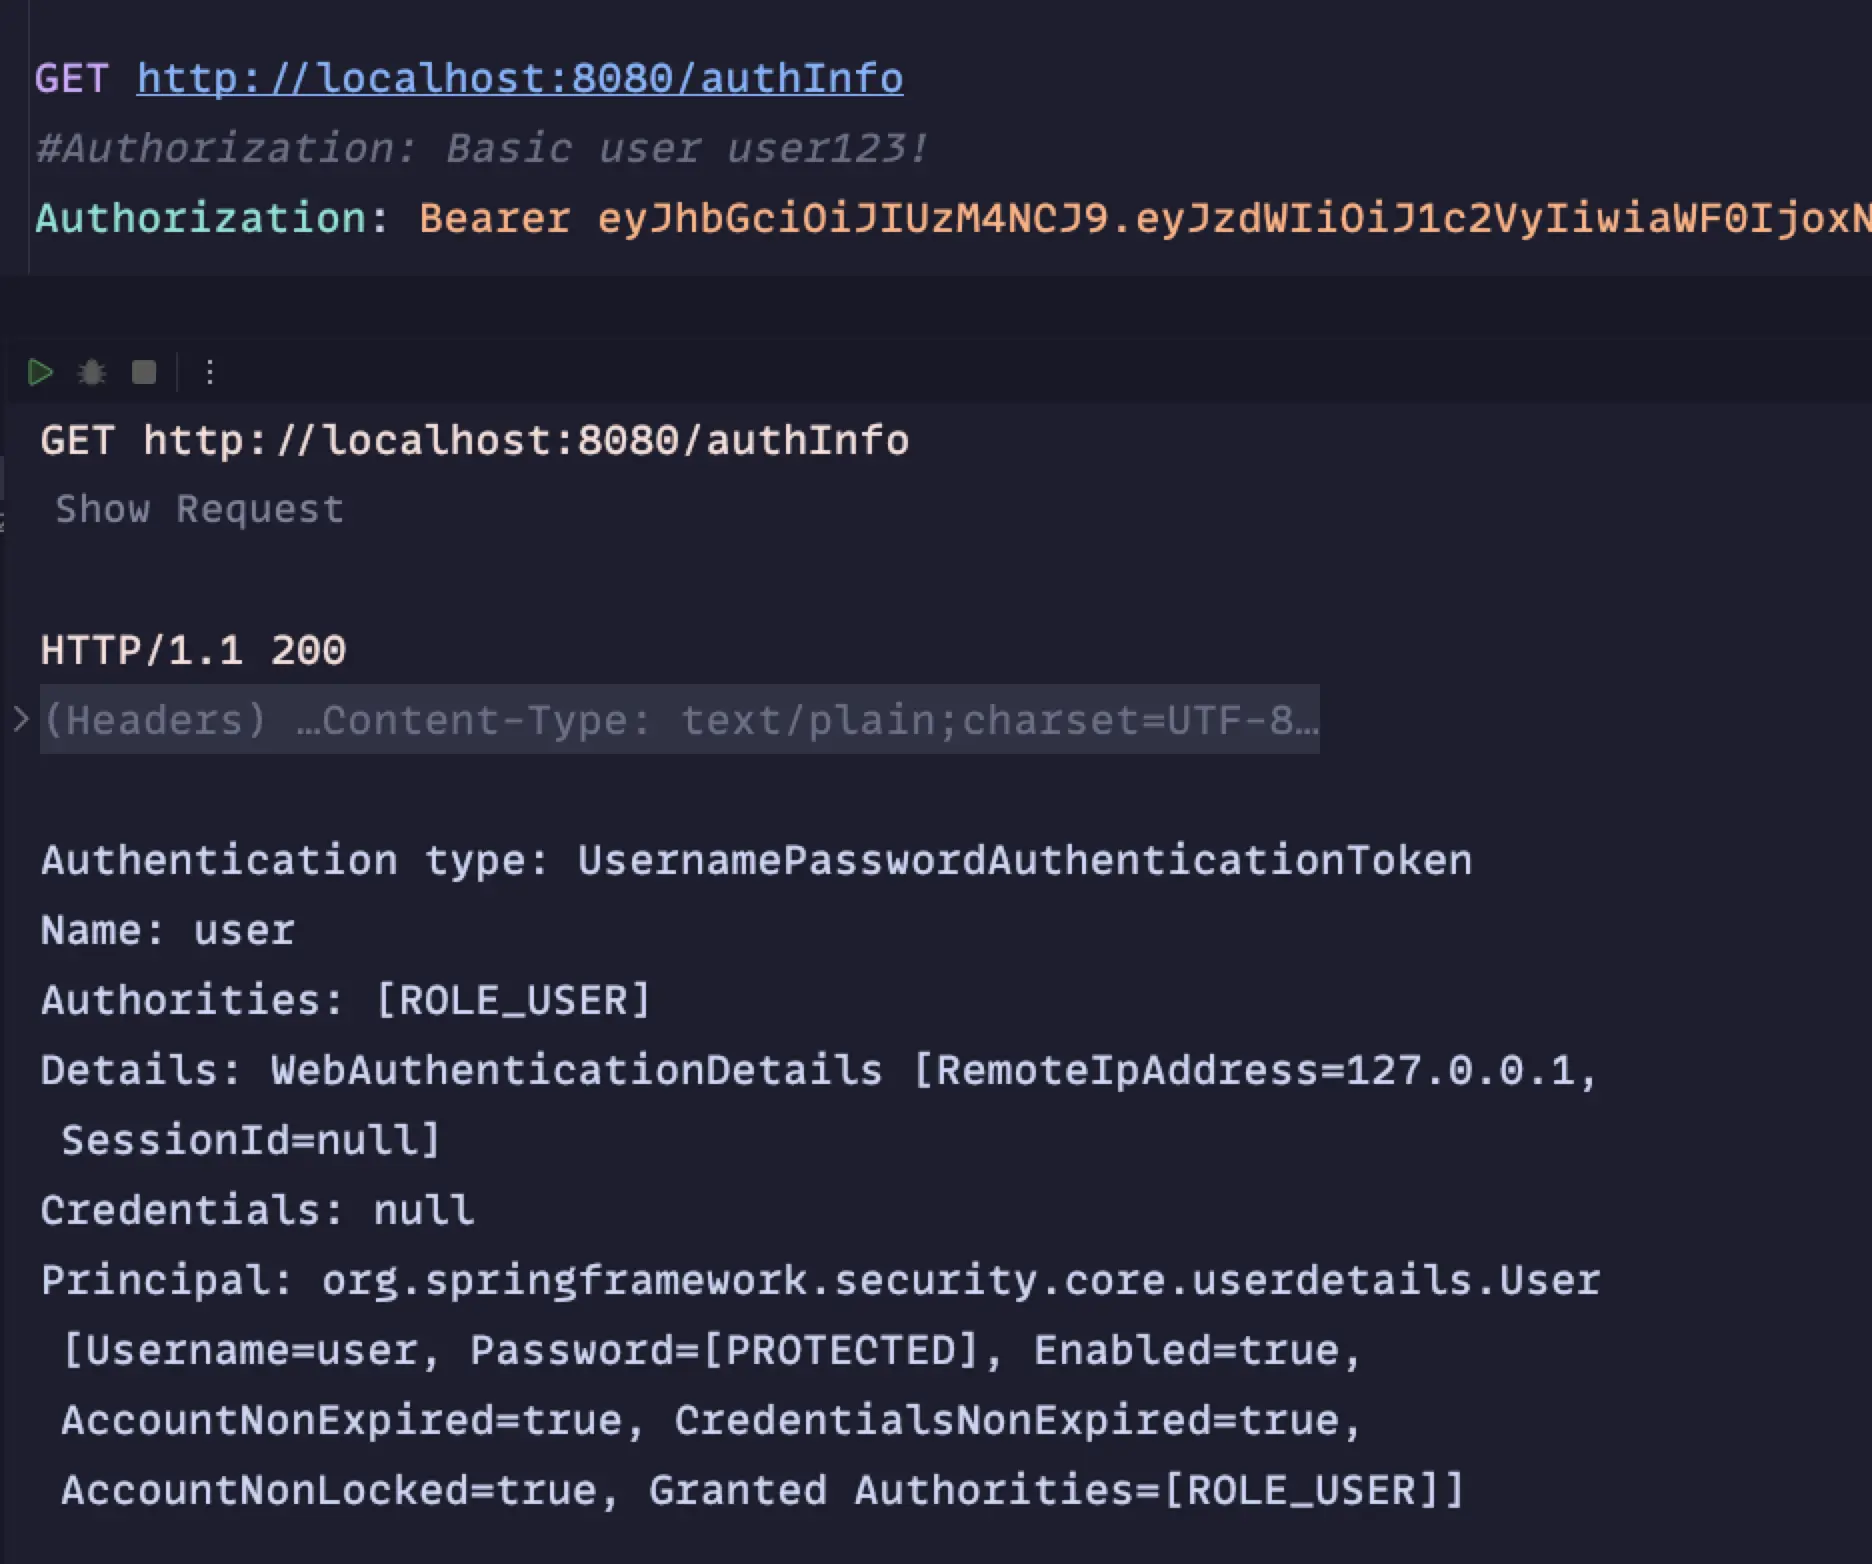 GET http://localhost:8080/authInfo
#Authorization: Basic user user123!
Authorization: Bearer eyJhbGciOiJIUzM4NCJ9.eyJzdWIiOiJ1c2VyIiwiaWF0IjoxN
GET http://localhost:8080/authInfo
Show Request
HTTP/1.1 200
(Headers) …Content-Type: text/plain;charset=UTF-8…
Authentication type: UsernamePasswordAuthenticationToken
Name: user
Authorities: [ROLE_USER]
Details: WebAuthenticationDetails [RemoteIpAddress=127.0.0.1,
SessionId=null]
Credentials: null
Principal: org.springframework.security.core.userdetails.User
[Username=user, Password=[PROTECTED], Enabled=true,
AccountNonExpired=true, CredentialsNonExpired=true,
AccountNonLocked=true, Granted Authorities=[ROLE_USER]]